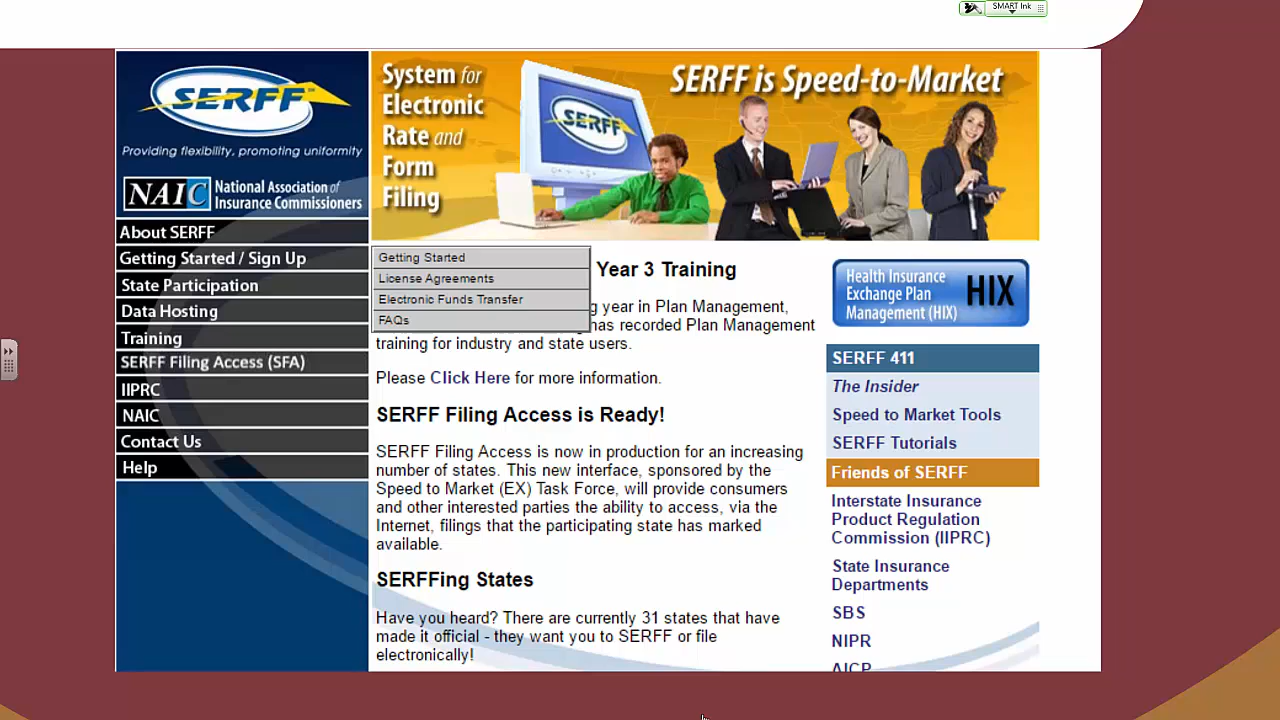 SMART Ink
SERFF
Providing flexibility, promoting uniformity
NAIC National Association of
Insurance Commissioners
System for
Electronic
Rate and
Form
Filing
SERFF
SERFF is Speed-to-Market
About SERFF
Getting Started / Sign Up
State Participation
Data Hosting
Training
SERFF Filing Access (SFA)
IIPRC
NAIC
Contact Us
Help
Getting Started
License Agreements
Electronic Funds Transfer
FAQs
Year 3 Training
year in Plan Management,
has recorded Plan Management
training for industry and state users.
Please Click Here for more information.
SERFF Filing Access is Ready!
SERFF Filing Access is now in production for an increasing
number of states. This new interface, sponsored by the
Speed to Market (EX) Task Force, will provide consumers
and other interested parties the ability to access, via the
Internet, filings that the participating state has marked
available.
SERFFing States
Have you heard? There are currently 31 states that have
made it official - they want you to SERFF or file
electronically!
Health Insurance
Exchange Plan
Management (HIX)
HIX
SERFF 411
The Insider
Speed to Market Tools
SERFF Tutorials
Friends of SERFF
Interstate Insurance
Product Regulation
Commission (IIPRC)
State Insurance
Departments
SBS
NIPR